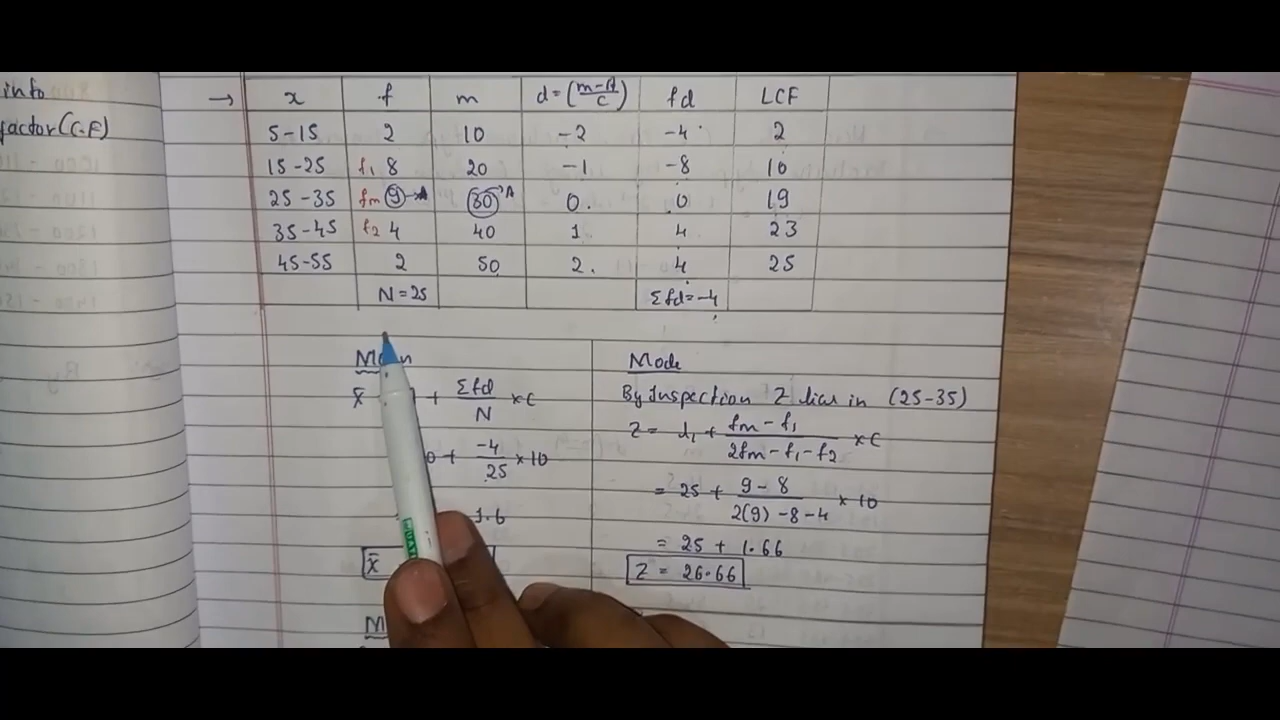 into
factor (C.F)
→ x f m d = (m-A/C) fd LCF
5-15 2 10 -2 -4 2
15-25 f₁ 8 20 -1 -8 10
25-35 fm 9 → A 30 → A 0 0 19
35-45 f₂ 4 40 1 4 23
45-55 2 50 2 4 25
N = 25 Σfd = -4
x̄ + Σfd/N × C
+ -4/25 × 10
1.6
x̄
Mode
By Inspection Z lies in (25-35)
Z = l₁ + fm - f₁ / 2fm - f₁ - f₂ × C
= 25 + 9 - 8 / 2(9) - 8 - 4 × 10
= 25 + 1.66
Z = 26.66